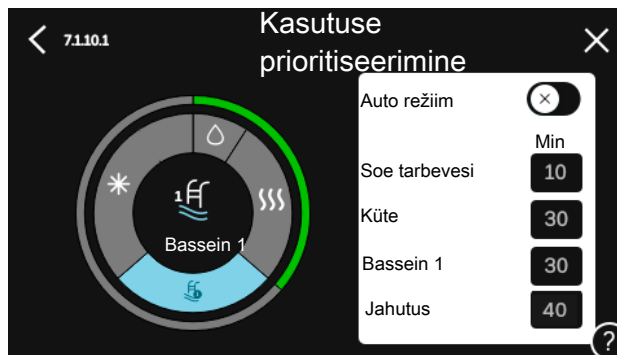 7.1.10.1
Kasutuse
prioritiseerimine
Auto režiim
Min
Soe tarbevesi 10
Küte 30
Bassein 1 30
Jahutus 40
1
Bassein 1
1
?